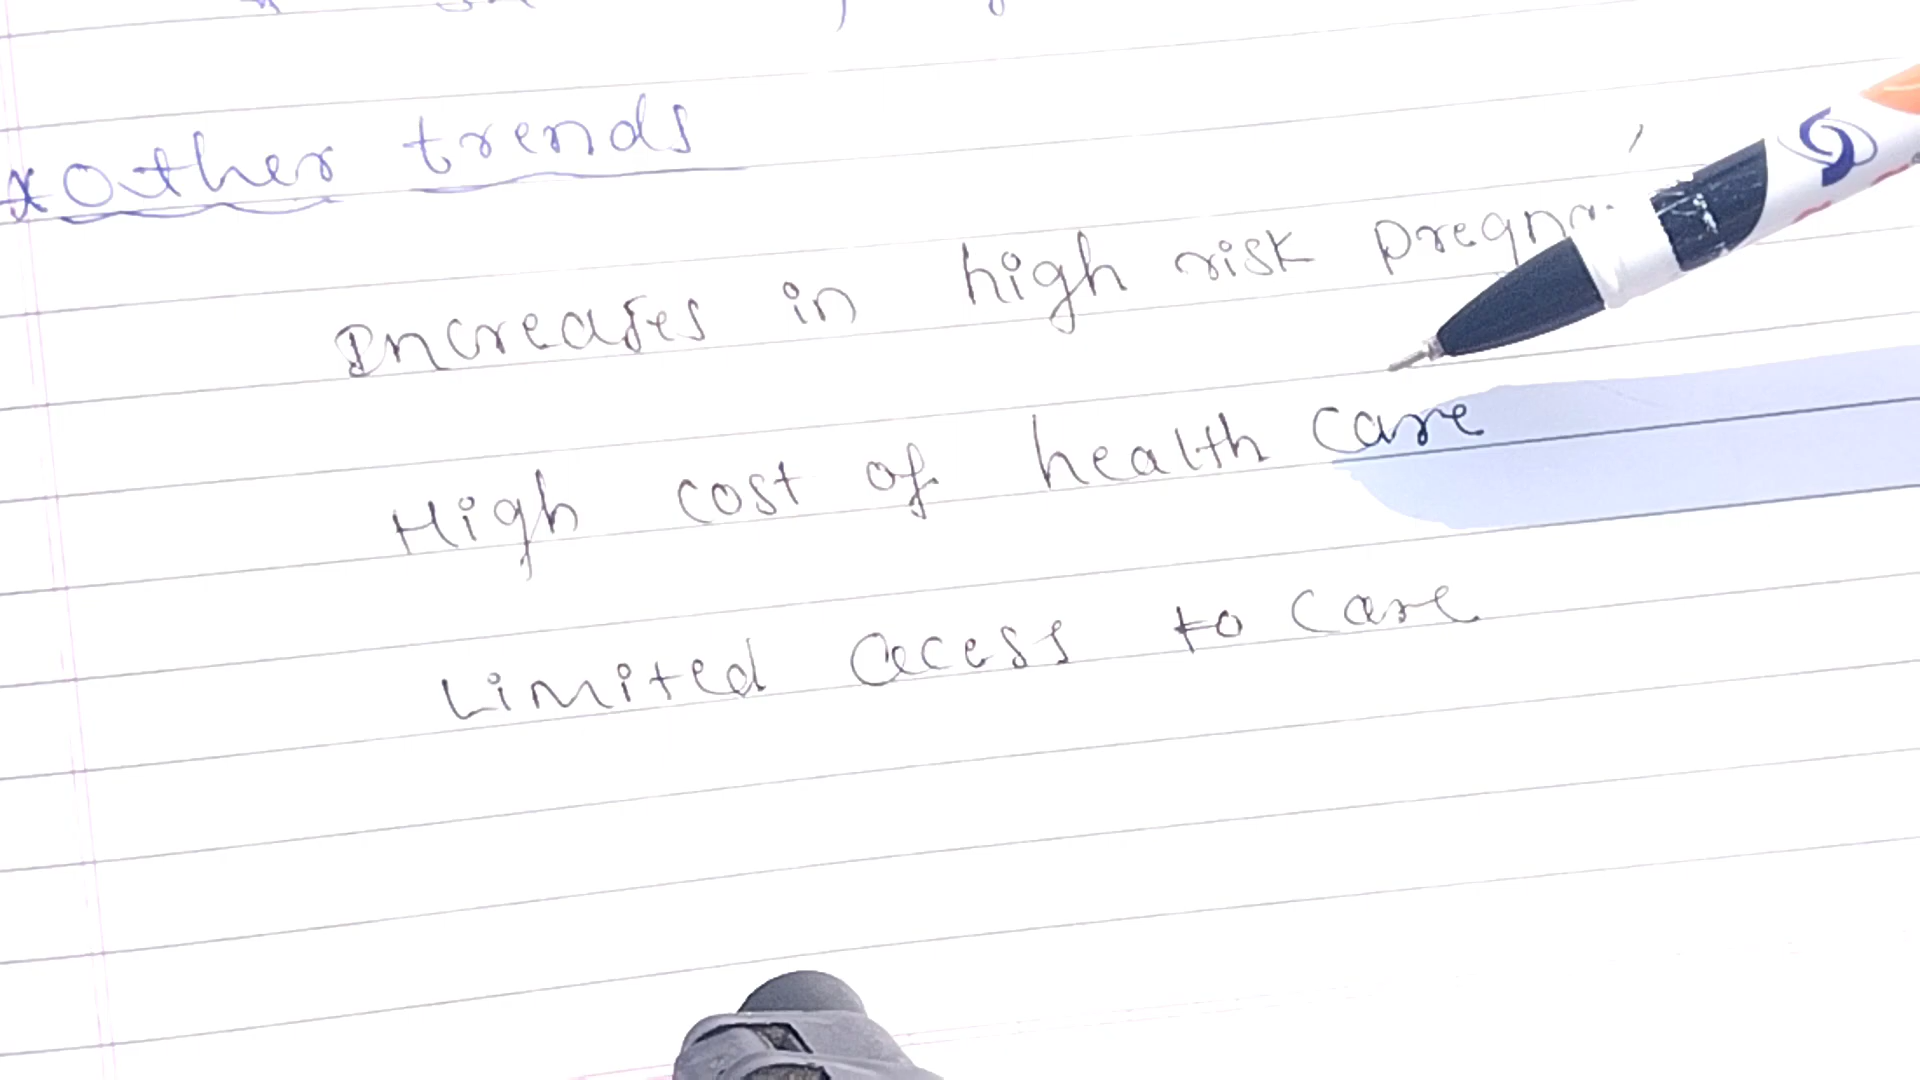 x Other trends
Increases in high risk
High cost of health care
Limited acess to care